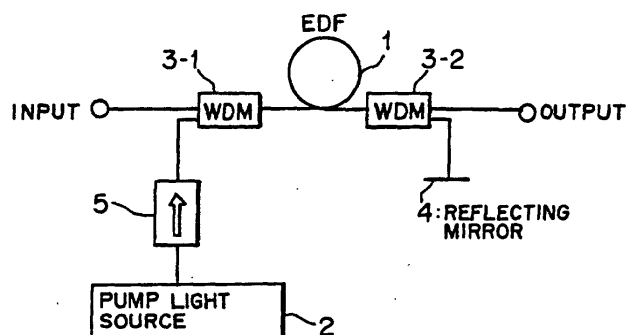 EDF
1
3-1
3-2
INPUT
WDM
WDM
OUTPUT
5
4: REFLECTING
MIRROR
PUMP LIGHT
SOURCE
2